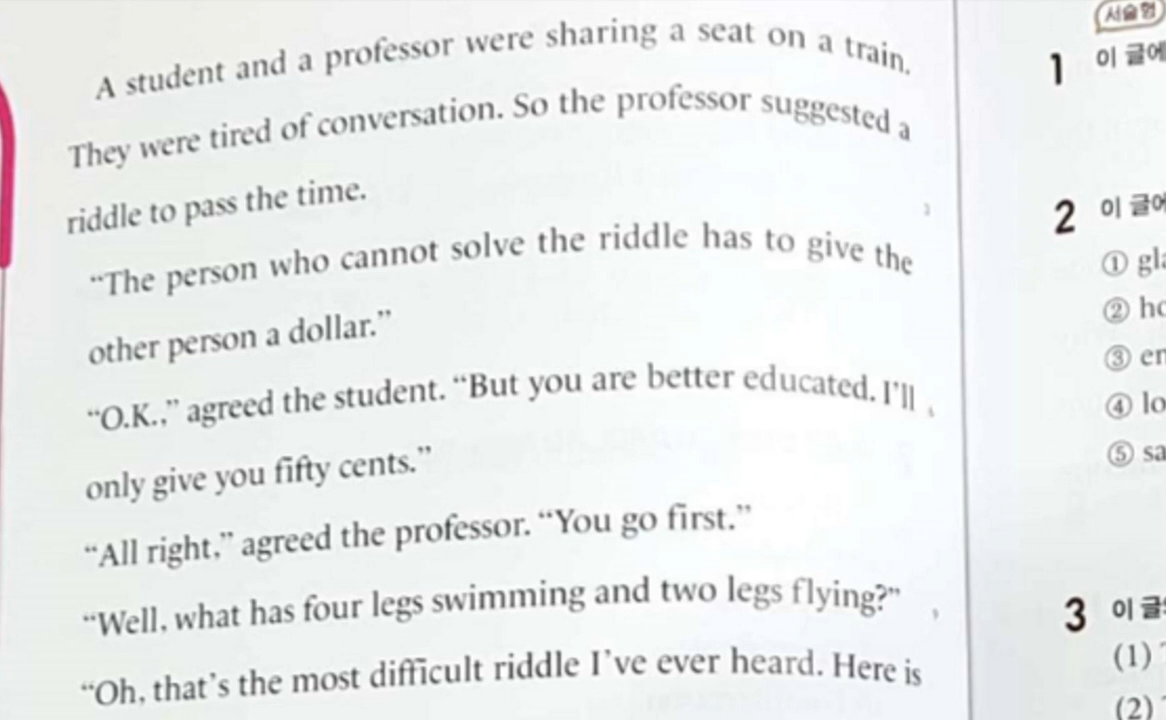 A student and a professor were sharing a seat on a train.
They were tired of conversation. So the professor suggested a
riddle to pass the time.
“The person who cannot solve the riddle has to give the
other person a dollar.”
“O.K.,” agreed the student. “But you are better educated. I’ll
only give you fifty cents.”
“All right,” agreed the professor. “You go first.”
“Well, what has four legs swimming and two legs flying?”
“Oh, that’s the most difficult riddle I’ve ever heard. Here is
서술형
1 이 글에
2 이 글에
①
②
③
④
⑤
3 이 글
(1)
(2)